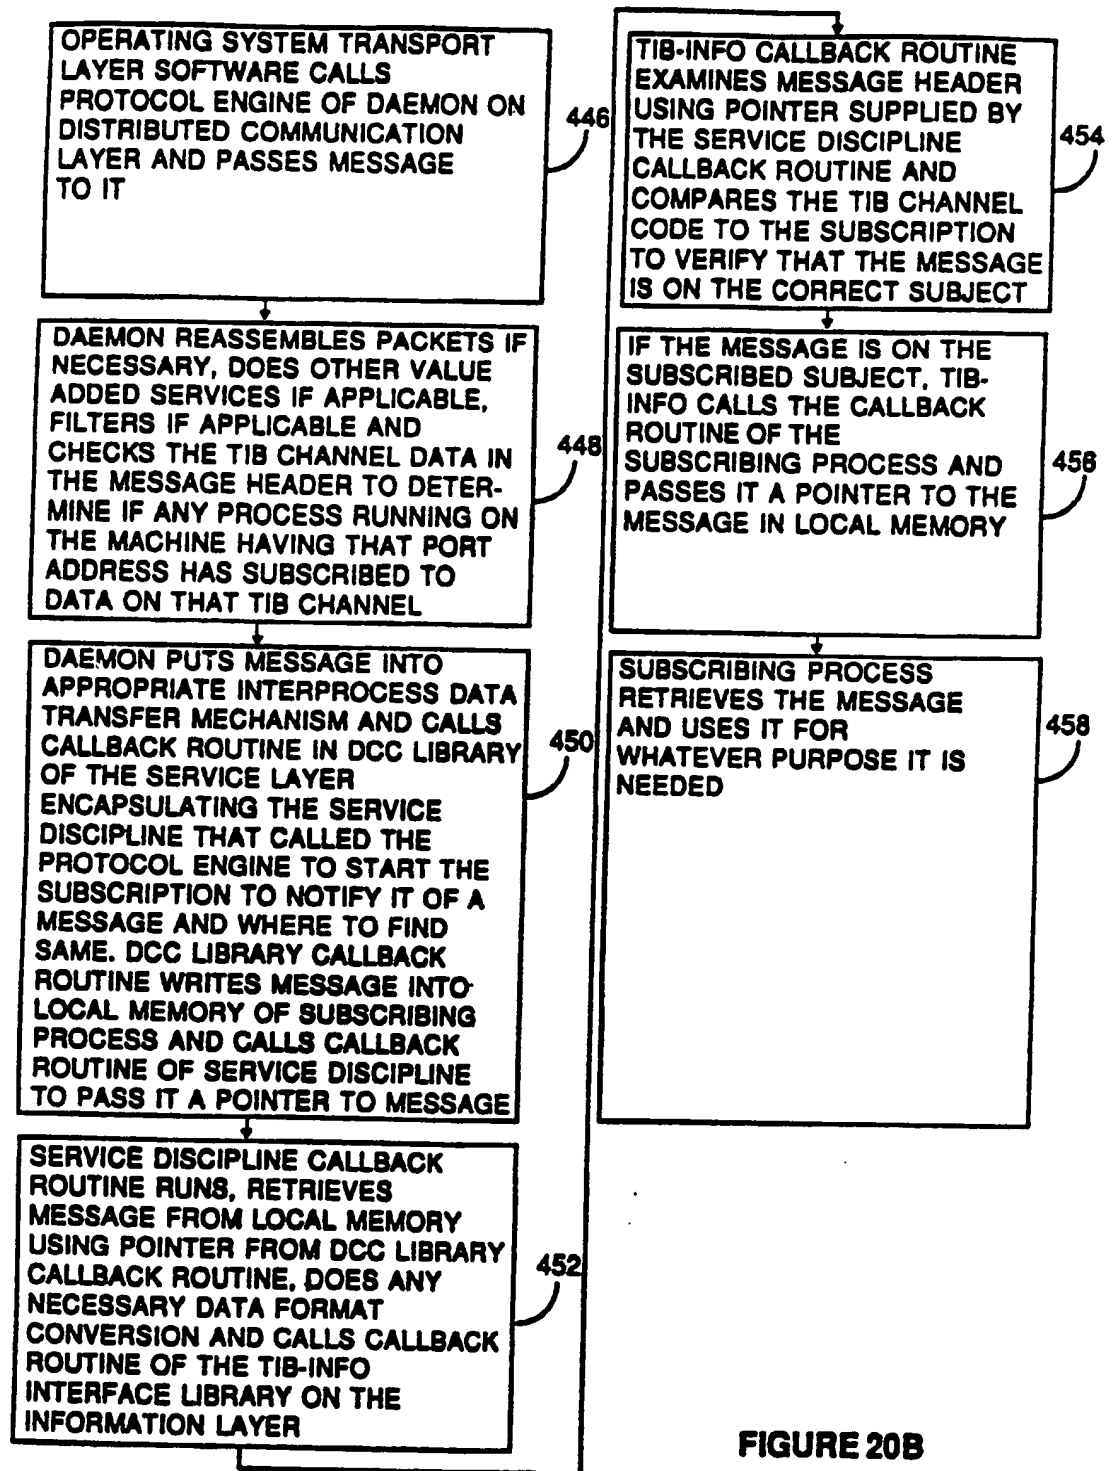 OPERATING SYSTEM TRANSPORT
LAYER SOFTWARE CALLS
PROTOCOL ENGINE OF DAEMON ON
DISTRIBUTED COMMUNICATION
LAYER AND PASSES MESSAGE
TO IT
446
DAEMON REASSEMBLES PACKETS IF
NECESSARY, DOES OTHER VALUE
ADDED SERVICES IF APPLICABLE,
FILTERS IF APPLICABLE AND
CHECKS THE TIB CHANNEL DATA IN
THE MESSAGE HEADER TO DETER-
MINE IF ANY PROCESS RUNNING ON
THE MACHINE HAVING THAT PORT
ADDRESS HAS SUBSCRIBED TO
DATA ON THAT TIB CHANNEL
448
DAEMON PUTS MESSAGE INTO
APPROPRIATE INTERPROCESS DATA
TRANSFER MECHANISM AND CALLS
CALLBACK ROUTINE IN DCC LIBRARY
OF THE SERVICE LAYER
ENCAPSULATING THE SERVICE
DISCIPLINE THAT CALLED THE
PROTOCOL ENGINE TO START THE
SUBSCRIPTION TO NOTIFY IT OF A
MESSAGE AND WHERE TO FIND
SAME. DCC LIBRARY CALLBACK
ROUTINE WRITES MESSAGE INTO
LOCAL MEMORY OF SUBSCRIBING
PROCESS AND CALLS CALLBACK
ROUTINE OF SERVICE DISCIPLINE
TO PASS IT A POINTER TO MESSAGE
450
SERVICE DISCIPLINE CALLBACK
ROUTINE RUNS, RETRIEVES
MESSAGE FROM LOCAL MEMORY
USING POINTER FROM DCC LIBRARY
CALLBACK ROUTINE, DOES ANY
NECESSARY DATA FORMAT
CONVERSION AND CALLS CALLBACK
ROUTINE OF THE TIB-INFO
INTERFACE LIBRARY ON THE
INFORMATION LAYER
452
TIB-INFO CALLBACK ROUTINE
EXAMINES MESSAGE HEADER
USING POINTER SUPPLIED BY
THE SERVICE DISCIPLINE
CALLBACK ROUTINE AND
COMPARES THE TIB CHANNEL
CODE TO THE SUBSCRIPTION
TO VERIFY THAT THE MESSAGE
IS ON THE CORRECT SUBJECT
454
IF THE MESSAGE IS ON THE
SUBSCRIBED SUBJECT, TIB-
INFO CALLS THE CALLBACK
ROUTINE OF THE
SUBSCRIBING PROCESS AND
PASSES IT A POINTER TO THE
MESSAGE IN LOCAL MEMORY
456
SUBSCRIBING PROCESS
RETRIEVES THE MESSAGE
AND USES IT FOR
WHATEVER PURPOSE IT IS
NEEDED
458
FIGURE 20B